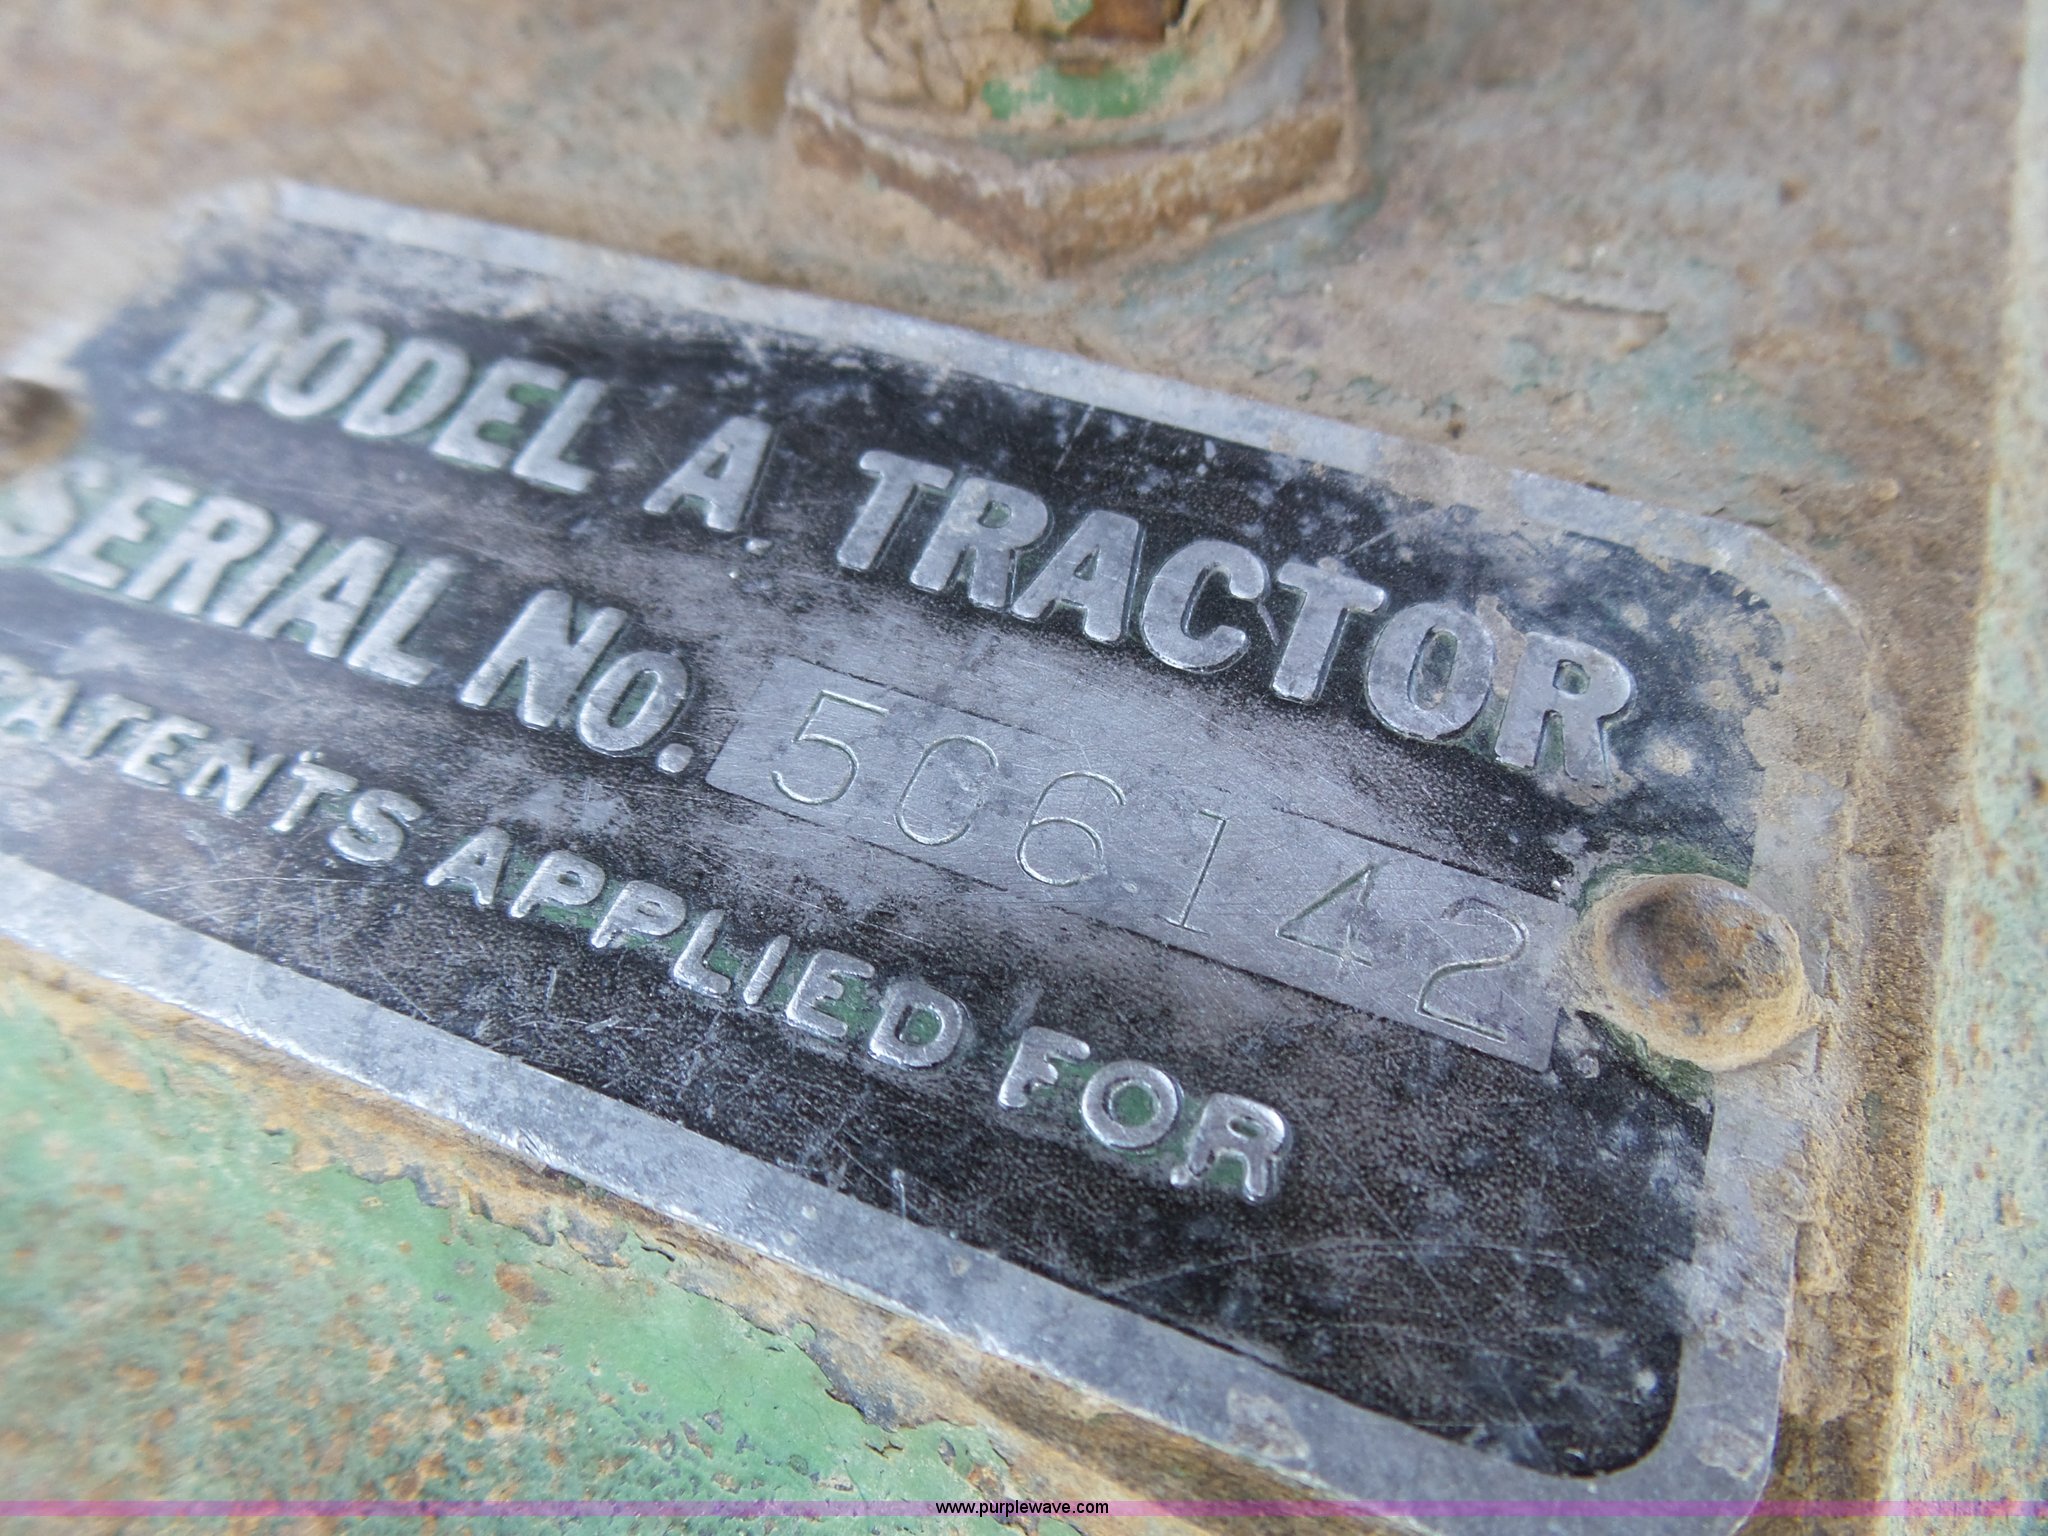 MODEL A TRACTOR
SERIAL NO. 506142
PATENTS APPLIED FOR
www.purplewave.com